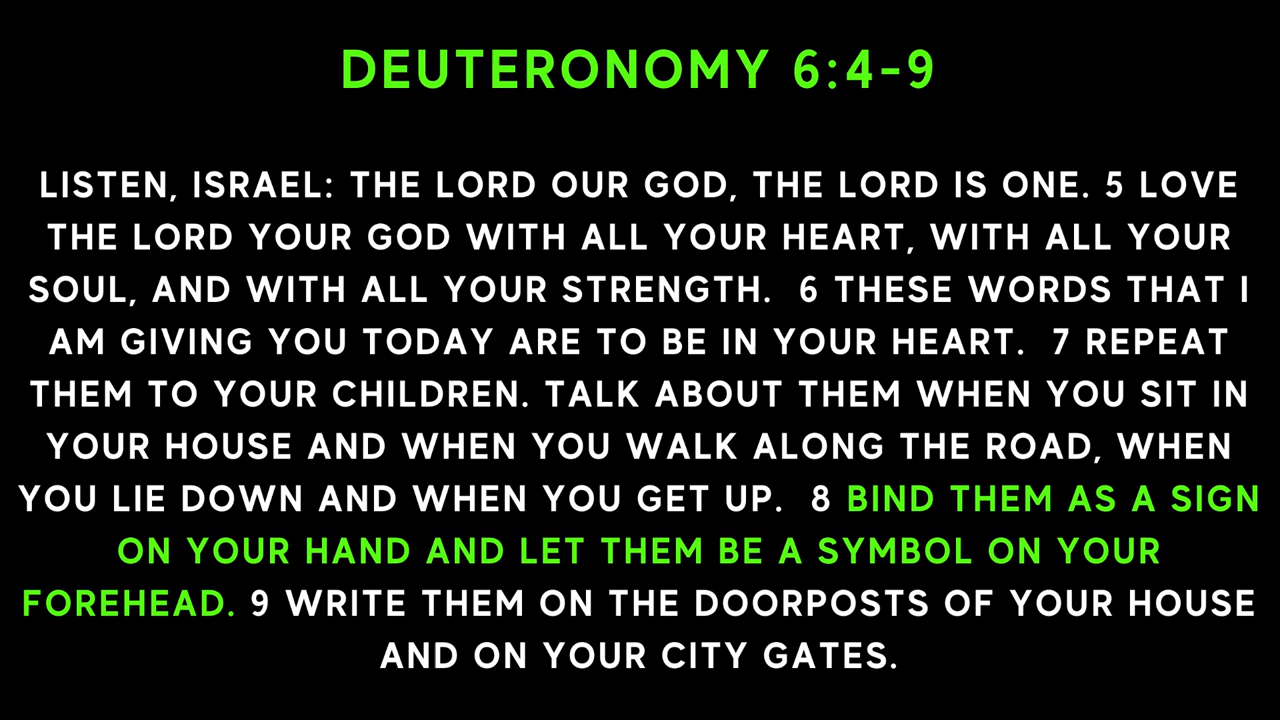 DEUTERONOMY 6:4-9
LISTEN, ISRAEL: THE LORD OUR GOD, THE LORD IS ONE. 5 LOVE
THE LORD YOUR GOD WITH ALL YOUR HEART, WITH ALL YOUR
SOUL, AND WITH ALL YOUR STRENGTH.  6 THESE WORDS THAT I
AM GIVING YOU TODAY ARE TO BE IN YOUR HEART.  7 REPEAT
THEM TO YOUR CHILDREN. TALK ABOUT THEM WHEN YOU SIT IN
YOUR HOUSE AND WHEN YOU WALK ALONG THE ROAD, WHEN
YOU LIE DOWN AND WHEN YOU GET UP.  8 BIND THEM AS A SIGN
ON YOUR HAND AND LET THEM BE A SYMBOL ON YOUR
FOREHEAD. 9 WRITE THEM ON THE DOORPOSTS OF YOUR HOUSE
AND ON YOUR CITY GATES.